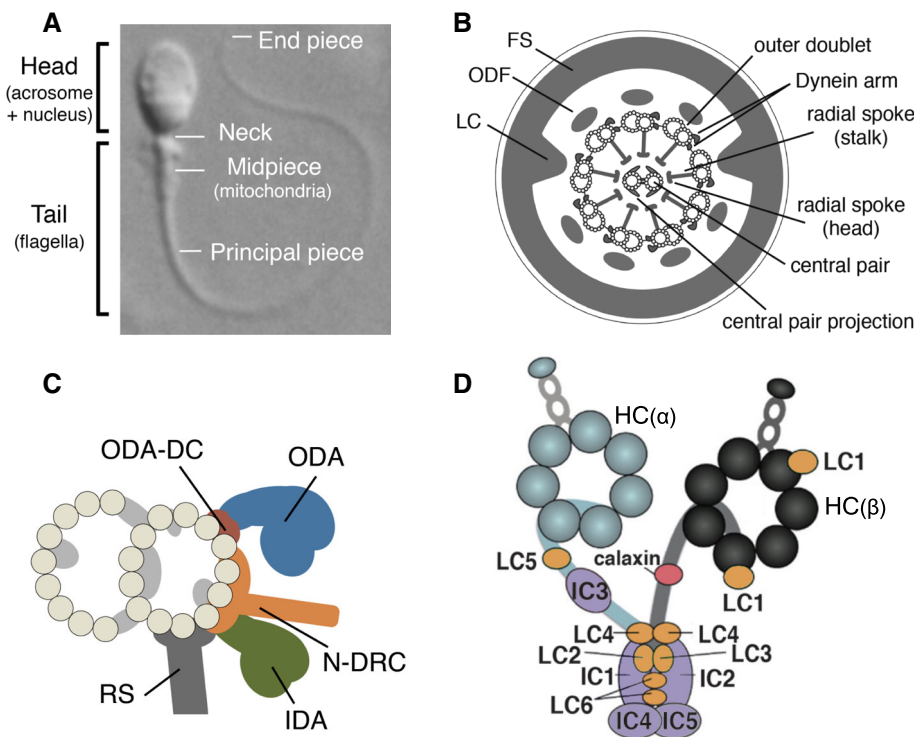 A
Head
(acrosome
+ nucleus)
Tail
(flagella)
End piece
Neck
Midpiece
(mitochondria)
Principal piece
B
FS
ODF
LC
outer doublet
Dynein arm
radial spoke
(stalk)
radial spoke
(head)
central pair
central pair projection
C
ODA-DC
ODA
N-DRC
RS
IDA
D
HC(α)
LC1
HC(β)
LC5
calaxin
IC3
LC1
LC4
LC4
LC2
LC3
IC1
IC2
LC6
IC4
IC5